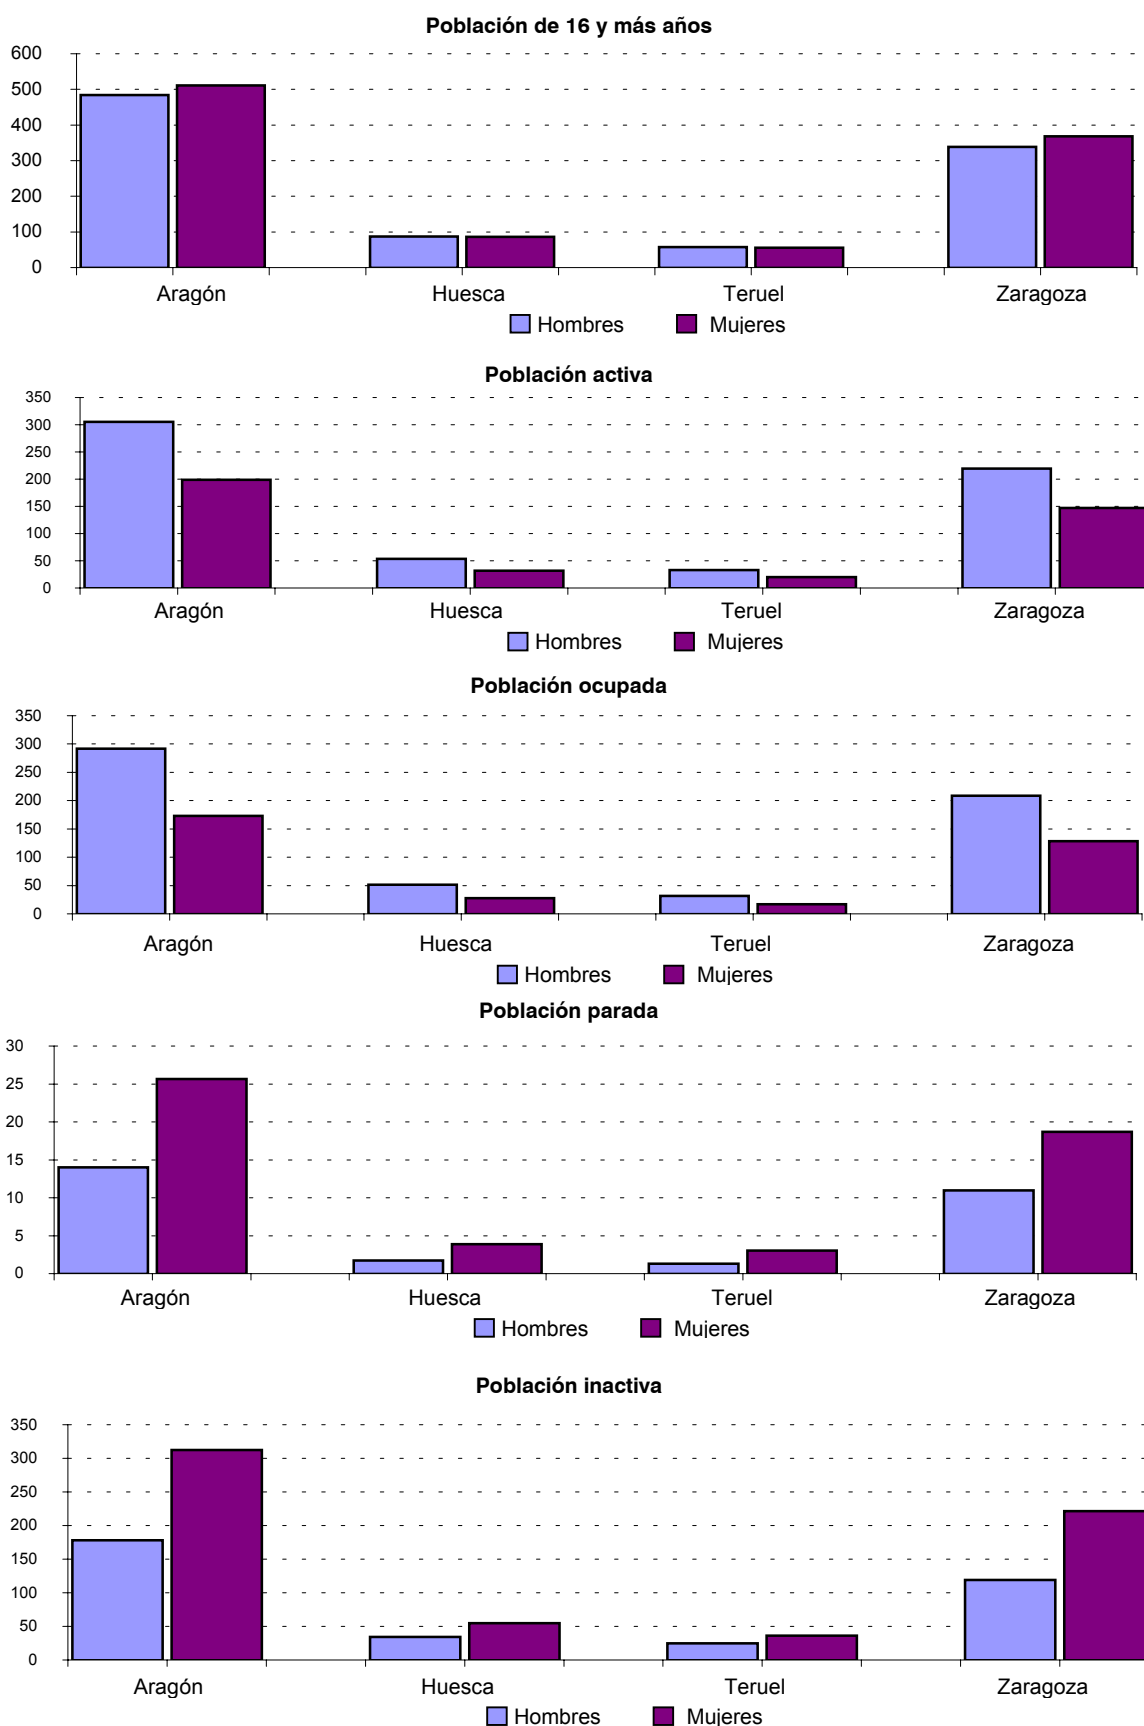 Población de 16 y más años
600
500
400
300
200
100
0
Aragón Huesca Teruel Zaragoza
Hombres Mujeres
Población activa
350
300
250
200
150
100
50
0
Aragón Huesca Teruel Zaragoza
Hombres Mujeres
Población ocupada
350
300
250
200
150
100
50
0
Aragón Huesca Teruel Zaragoza
Hombres Mujeres
Población parada
30
25
20
15
10
5
0
Aragón Huesca Teruel Zaragoza
Hombres Mujeres
Población inactiva
350
300
250
200
150
100
50
0
Aragón Huesca Teruel Zaragoza
Hombres Mujeres